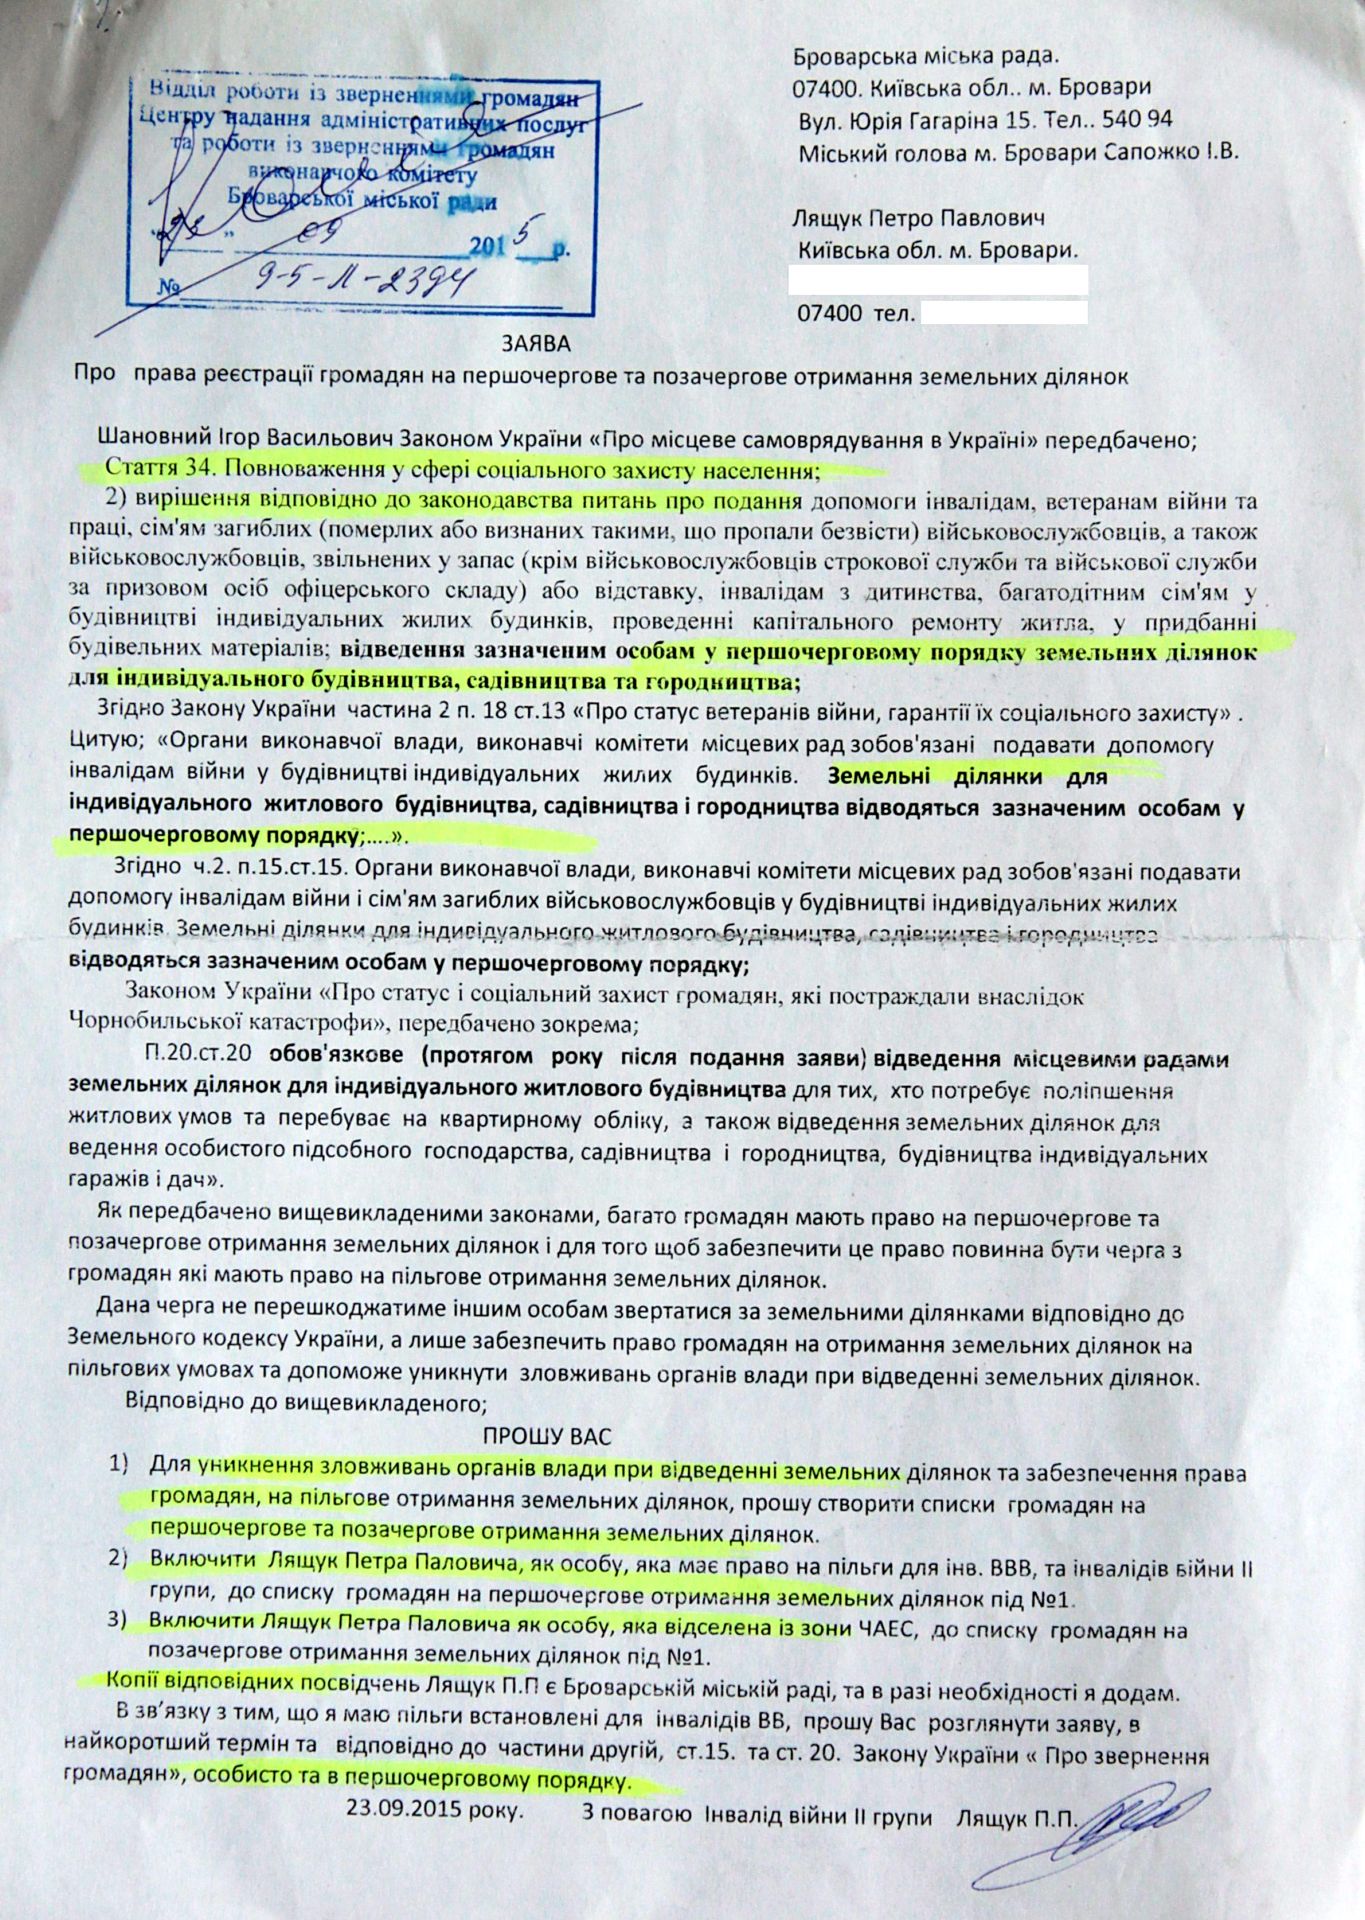 Броварська міська рада.
07400. Київська обл.. м. Бровари
Вул. Юрія Гагаріна 15. Тел.. 540 94
Міський голова м. Бровари Сапожко І.В.
Відділ роботи із зверненнями громадян
Центру надання адміністративних послуг
та роботи із зверненнями громадян
виконавчого комітету
Броварської міської ради
"23" 09 2015 р.
№ 9-5-Л-2394
Лящук Петро Павлович
Київська обл. м. Бровари.
07400 тел.
ЗАЯВА
Про права реєстрації громадян на першочергове та позачергове отримання земельних ділянок
Шановний Ігор Васильович Законом України «Про місцеве самоврядування в Україні» передбачено;
Стаття 34. Повноваження у сфері соціального захисту населення;
2) вирішення відповідно до законодавства питань про подання допомоги інвалідам, ветеранам війни та
праці, сім'ям загиблих (померлих або визнаних такими, що пропали безвісти) військовослужбовців, а також
військовослужбовців, звільнених у запас (крім військовослужбовців строкової служби та військової служби
за призовом осіб офіцерського складу) або відставку, інвалідам з дитинства, багатодітним сім'ям у
будівництві індивідуальних жилих будинків, проведенні капітального ремонту житла, у придбанні
будівельних матеріалів; відведення зазначеним особам у першочерговому порядку земельних ділянок
для індивідуального будівництва, садівництва та городництва;
Згідно Закону України частина 2 п. 18 ст.13 «Про статус ветеранів війни, гарантії їх соціального захисту» .
Цитую; «Органи виконавчої влади, виконавчі комітети місцевих рад зобов'язані подавати допомогу
інвалідам війни у будівництві індивідуальних жилих будинків. Земельні ділянки для
індивідуального житлового будівництва, садівництва і городництва відводяться зазначеним особам у
першочерговому порядку;....».
Згідно ч.2. п.15.ст.15. Органи виконавчої влади, виконавчі комітети місцевих рад зобов'язані подавати
допомогу інвалідам війни і сім'ям загиблих військовослужбовців у будівництві індивідуальних жилих
будинків. Земельні ділянки для індивідуального житлового будівництва, садівництва і городництва
відводяться зазначеним особам у першочерговому порядку;
Законом України «Про статус і соціальний захист громадян, які постраждали внаслідок
Чорнобильської катастрофи», передбачено зокрема;
П.20.ст.20 обов'язкове (протягом року після подання заяви) відведення місцевими радами
земельних ділянок для індивідуального житлового будівництва для тих, хто потребує поліпшення
житлових умов та перебуває на квартирному обліку, а також відведення земельних ділянок для
ведення особистого підсобного господарства, садівництва і городництва, будівництва індивідуальних
гаражів і дач».
Як передбачено вищевикладеними законами, багато громадян мають право на першочергове та
позачергове отримання земельних ділянок і для того щоб забезпечити це право повинна бути черга з
громадян які мають право на пільгове отримання земельних ділянок.
Дана черга не перешкоджатиме іншим особам звертатися за земельними ділянками відповідно до
Земельного кодексу України, а лише забезпечить право громадян на отримання земельних ділянок на
пільгових умовах та допоможе уникнути зловживань органів влади при відведенні земельних ділянок.
Відповідно до вищевикладеного;
ПРОШУ ВАС
1) Для уникнення зловживань органів влади при відведенні земельних ділянок та забезпечення права
громадян, на пільгове отримання земельних ділянок, прошу створити списки громадян на
першочергове та позачергове отримання земельних ділянок.
2) Включити Лящук Петра Паловича, як особу, яка має право на пільги для інв. ВВВ, та інвалідів війни ІІ
групи, до списку громадян на першочергове отримання земельних ділянок під №1.
3) Включити Лящук Петра Паловича як особу, яка відселена із зони ЧАЕС, до списку громадян на
позачергове отримання земельних ділянок під №1.
Копії відповідних посвідчень Лящук П.П є Броварській міській раді, та в разі необхідності я додам.
В зв’язку з тим, що я маю пільги встановлені для інвалідів ВВ, прошу Вас розглянути заяву, в
найкоротший термін та відповідно до частини другій, ст.15. та ст. 20. Закону України « Про звернення
громадян», особисто та в першочерговому порядку.
23.09.2015 року. З повагою Інвалід війни ІІ групи Лящук П.П.